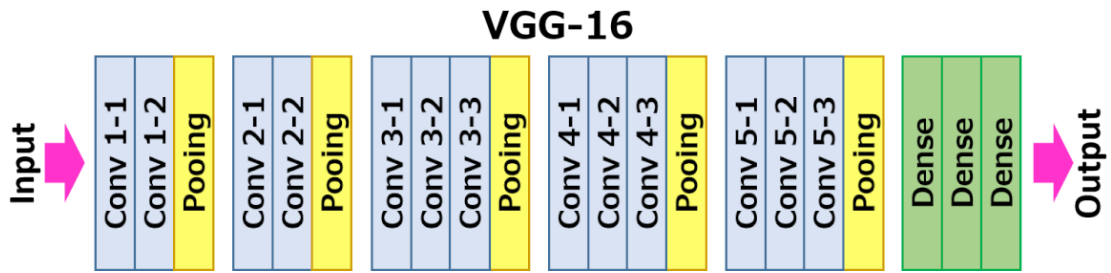 VGG-16
Input
Conv 1-1
Conv 1-2
Pooing
Conv 2-1
Conv 2-2
Pooing
Conv 3-1
Conv 3-2
Conv 3-3
Pooing
Conv 4-1
Conv 4-2
Conv 4-3
Pooing
Conv 5-1
Conv 5-2
Conv 5-3
Pooing
Dense
Dense
Dense
Output